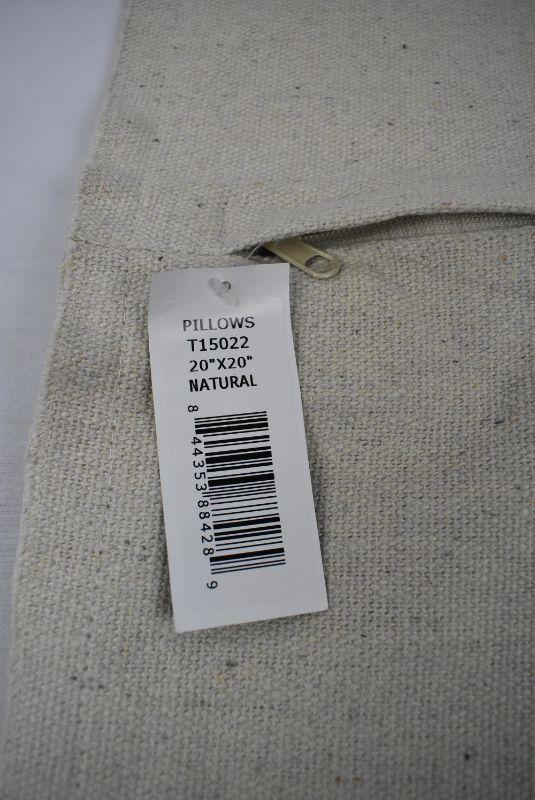 PILLOWS
T15022
20"X20"
NATURAL
8 44353 88428 9